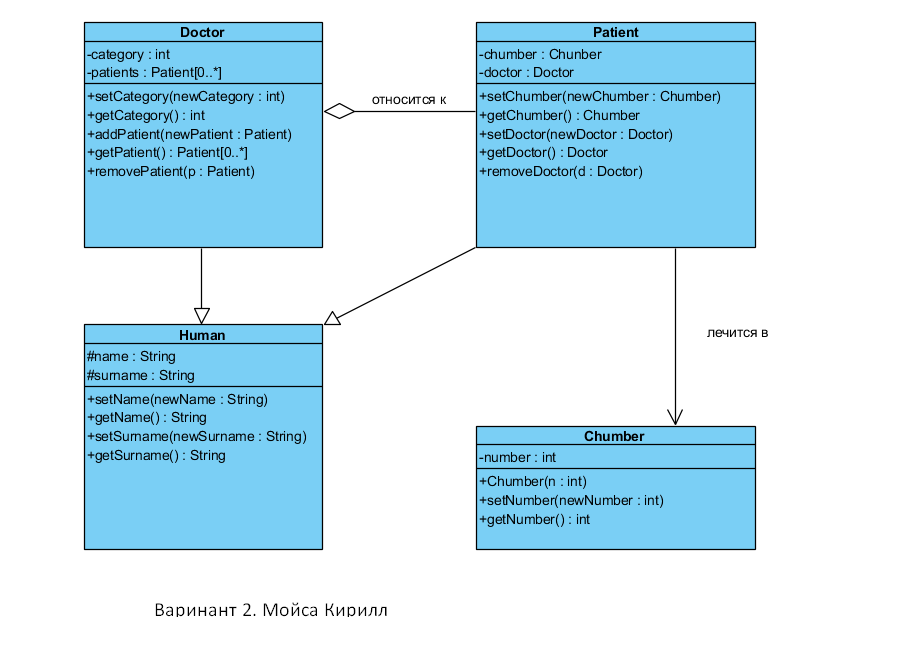 Doctor
-category : int
-patients : Patient[0..*]
+setCategory(newCategory : int)
+getCategory() : int
+addPatient(newPatient : Patient)
+getPatient() : Patient[0..*]
+removePatient(p : Patient)
относится к
Patient
-chumber : Chunber
-doctor : Doctor
+setChumber(newChumber : Chumber)
+getChumber() : Chumber
+setDoctor(newDoctor : Doctor)
+getDoctor() : Doctor
+removeDoctor(d : Doctor)
Human
#name : String
#surname : String
+setName(newName : String)
+getName() : String
+setSurname(newSurname : String)
+getSurname() : String
лечится в
Chumber
-number : int
+Chumber(n : int)
+setNumber(newNumber : int)
+getNumber() : int
Варинант 2. Мойса Кирилл